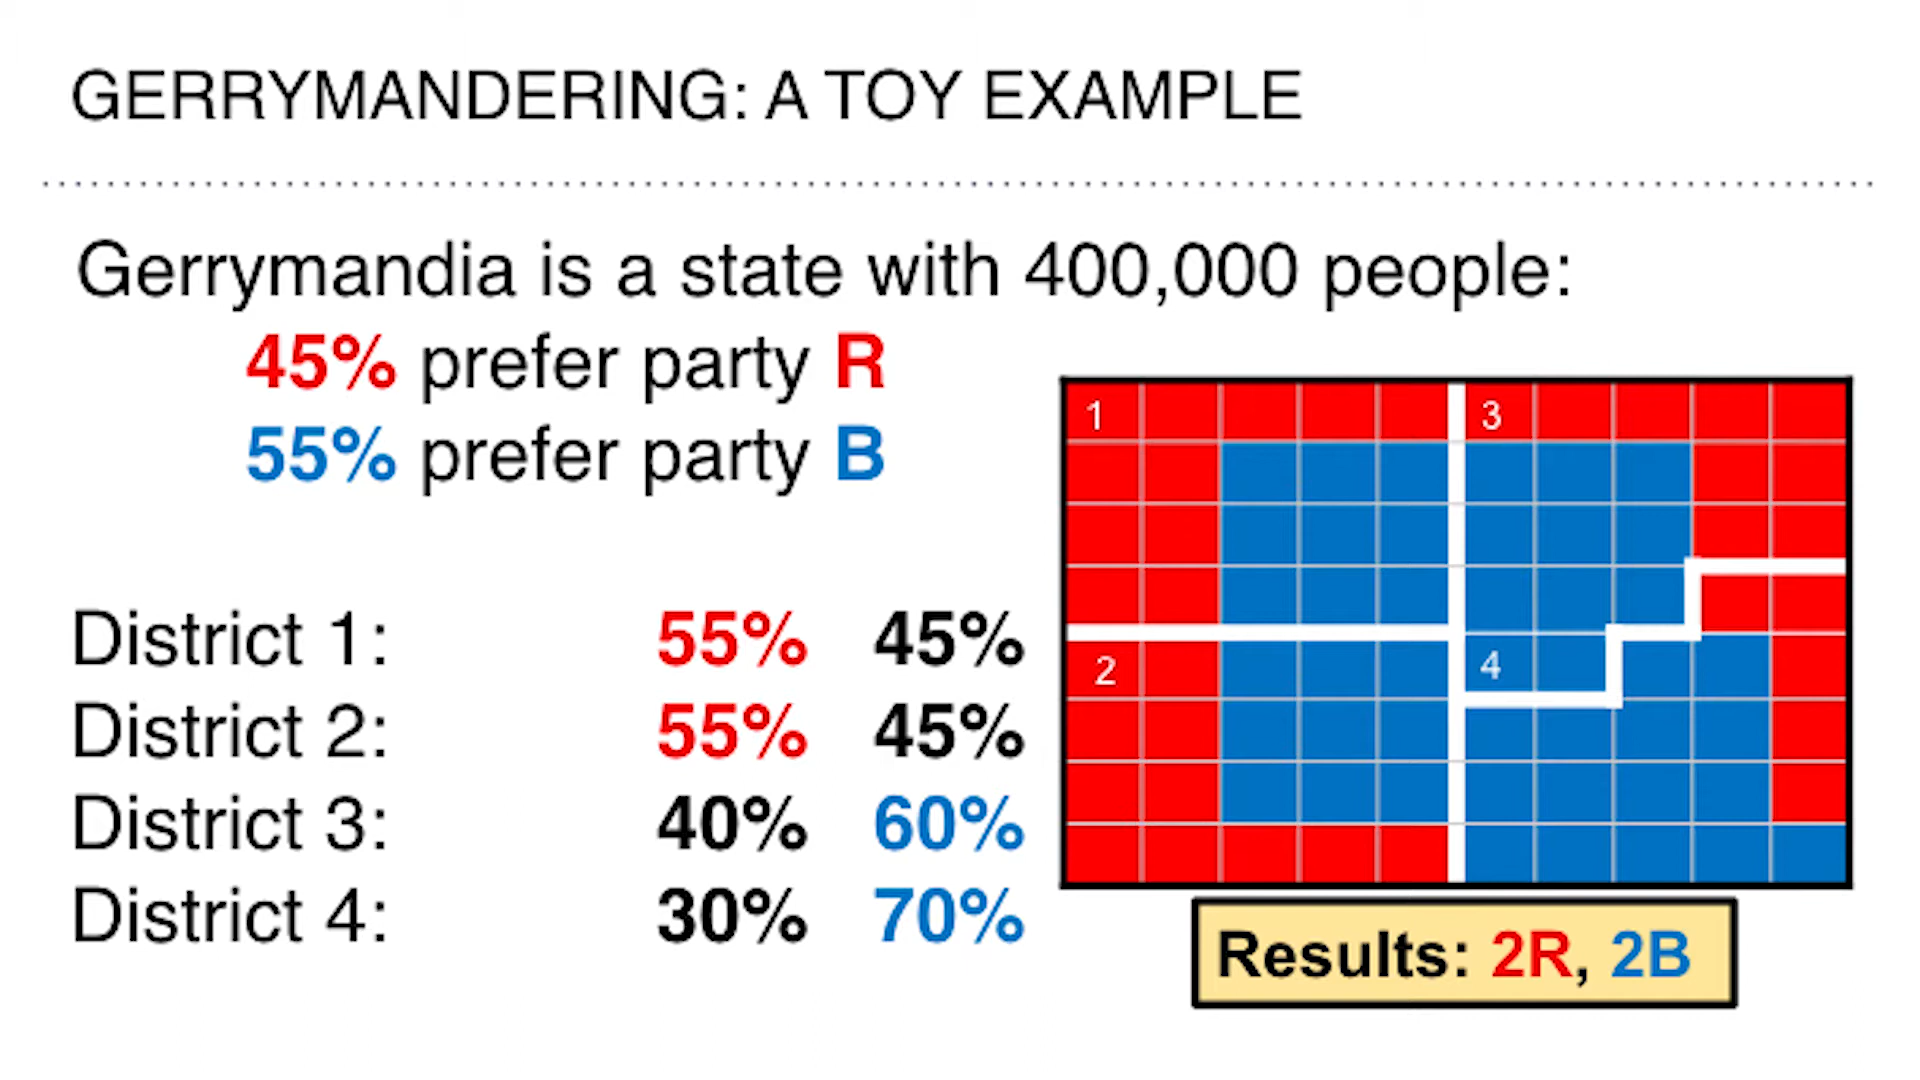 GERRYMANDERING: A TOY EXAMPLE
Gerrymandia is a state with 400,000 people:
45% prefer party R
55% prefer party B
District 1: 55% 45%
District 2: 55% 45%
District 3: 40% 60%
District 4: 30% 70%
1 3
2 4
Results: 2R, 2B